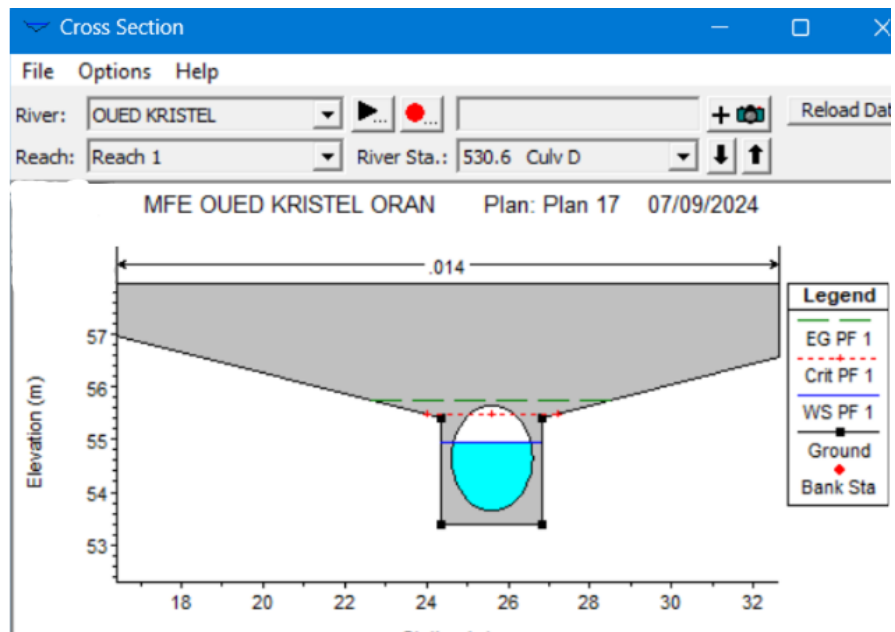 Cross Section
File Options Help
River: OUED KRISTEL ... ... + Reload Dat
Reach: Reach 1 River Sta.: 530.6 Culv D
MFE OUED KRISTEL ORAN Plan: Plan 17 07/09/2024
.014
Elevation (m)
57
56
55
54
53
18 20 22 24 26 28 30 32
Legend
EG PF 1
Crit PF 1
WS PF 1
Ground
Bank Sta